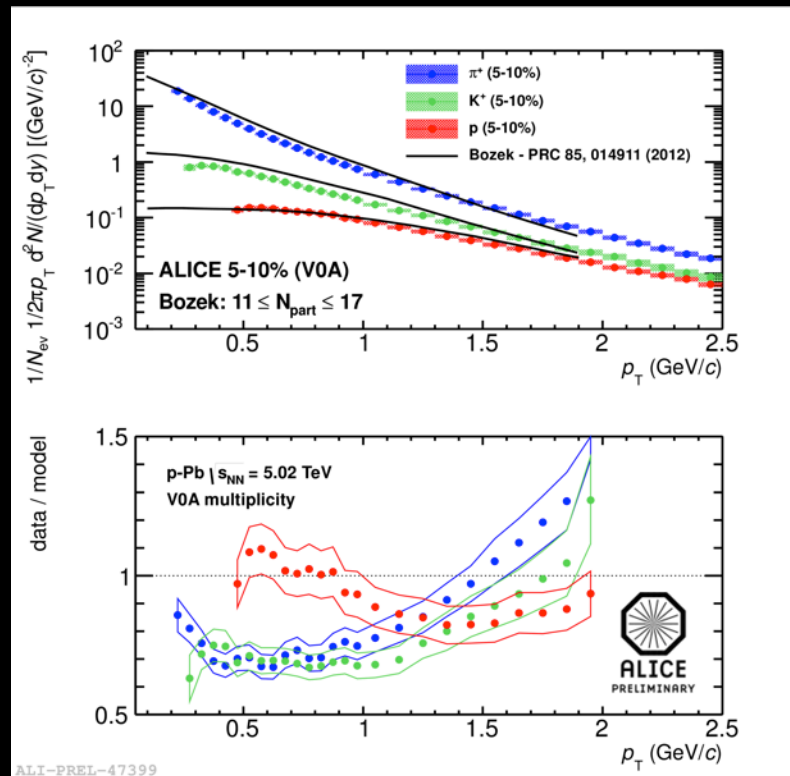 1/N_ev 1/2πp_T d²N/(dp_Tdy) [(GeV/c)⁻²]
10²
10
1
10⁻¹
10⁻²
10⁻³
π⁺ (5-10%)
K⁺ (5-10%)
p (5-10%)
Bozek - PRC 85, 014911 (2012)
ALICE 5-10% (V0A)
Bozek: 11 ≤ N_part ≤ 17
0.5 1 1.5 2 2.5
p_T (GeV/c)
data / model
1.5
1
0.5
p-Pb √s_NN = 5.02 TeV
V0A multiplicity
ALICE
PRELIMINARY
0.5 1 1.5 2 2.5
p_T (GeV/c)
ALI-PREL-47399